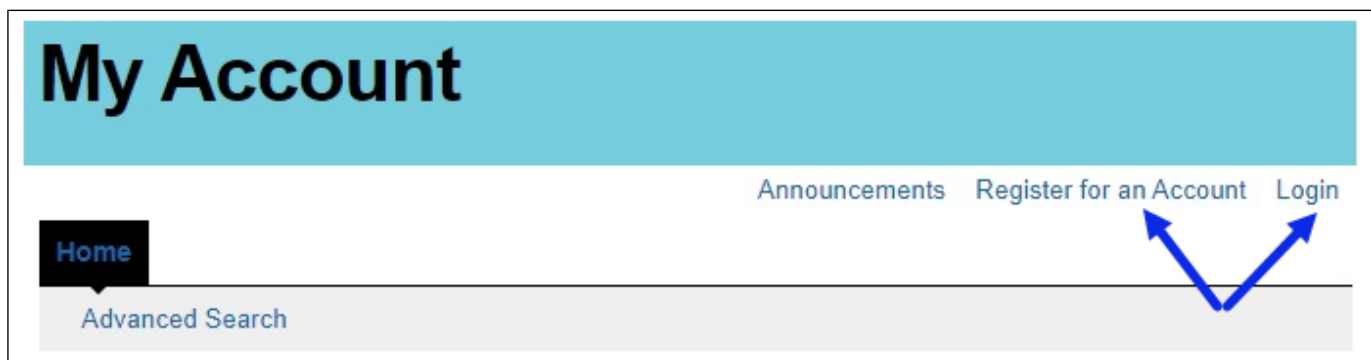 My Account
Announcements Register for an Account Login
Home
Advanced Search